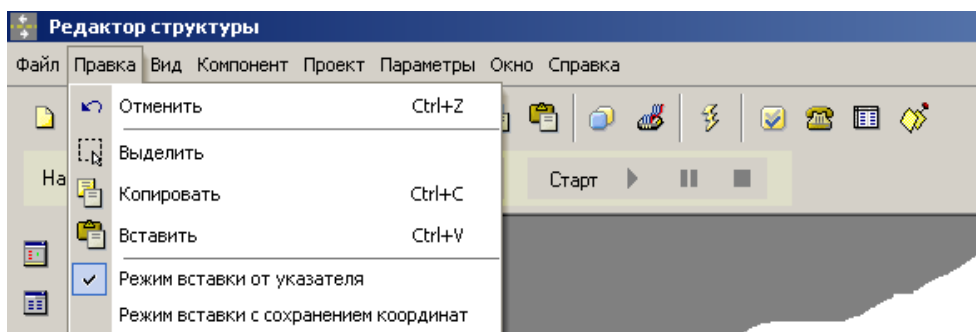 Редактор структуры
Файл Правка Вид Компонент Проект Параметры Окно Справка
Отменить Ctrl+Z
Выделить
На
Старт
Копировать Ctrl+C
Вставить Ctrl+V
Режим вставки от указателя
Режим вставки с сохранением координат